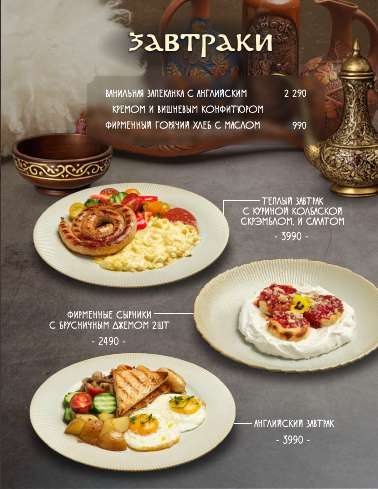 ЗАВТРАКИ
ВАНИЛЬНАЯ ЗАПЕКАНКА С АНГЛИЙСКИМ 2 290
КРЕМОМ И ВИШНЕВЫМ КОНФИТЮРОМ
ФИРМЕННЫЙ ГОРЯЧИЙ ХЛЕБ С МАСЛОМ 990
ТЕПЛЫЙ ЗАВТРАК
С КУРИНОЙ КОЛБАСКОЙ
СКРЭМБЛОМ, И САЛАТОМ
- 3990 -
ФИРМЕННЫЕ СЫРНИКИ
С БРУСНИЧНЫМ ДЖЕМОМ 2ШТ
- 2490 -
АНГЛИЙСКИЙ ЗАВТРАК
- 3990 -